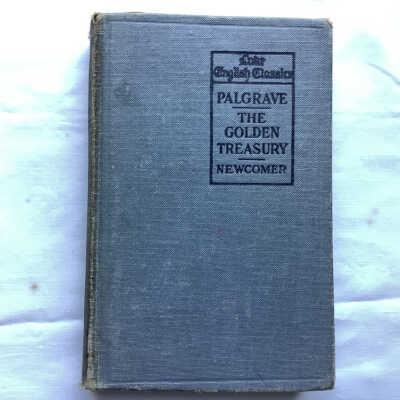 Lake
English Classics
PALGRAVE
THE
GOLDEN
TREASURY
NEWCOMER